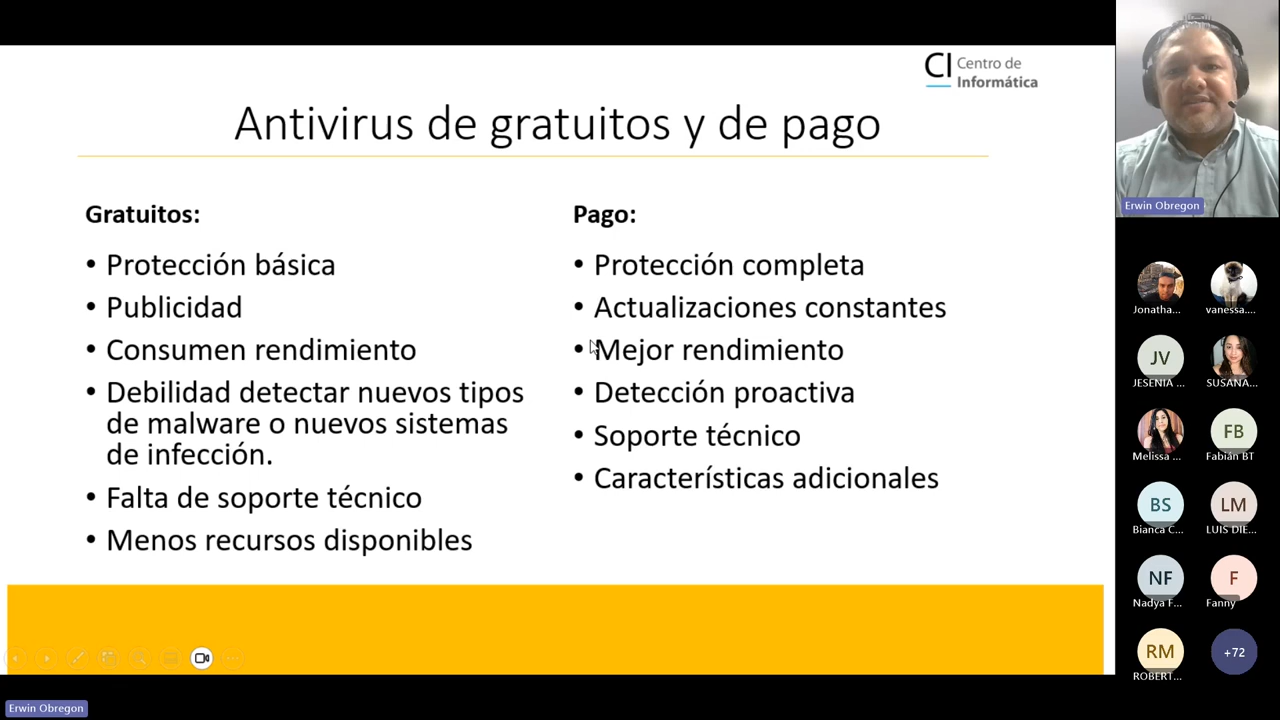 CI Centro de
Informática
Antivirus de gratuitos y de pago
Gratuitos:
• Protección básica
• Publicidad
• Consumen rendimiento
• Debilidad detectar nuevos tipos
de malware o nuevos sistemas
de infección.
• Falta de soporte técnico
• Menos recursos disponibles
Pago:
• Protección completa
• Actualizaciones constantes
• Mejor rendimiento
• Detección proactiva
• Soporte técnico
• Características adicionales
Erwin Obregon
Jonatha...
vanessa....
JV
JESENIA ...
SUSANA...
Melissa ...
FB
Fabián BT
BS
Bianca C...
LM
LUIS DIE...
NF
Nadya F...
F
Fanny
RM
ROBERT...
+72
Erwin Obregon